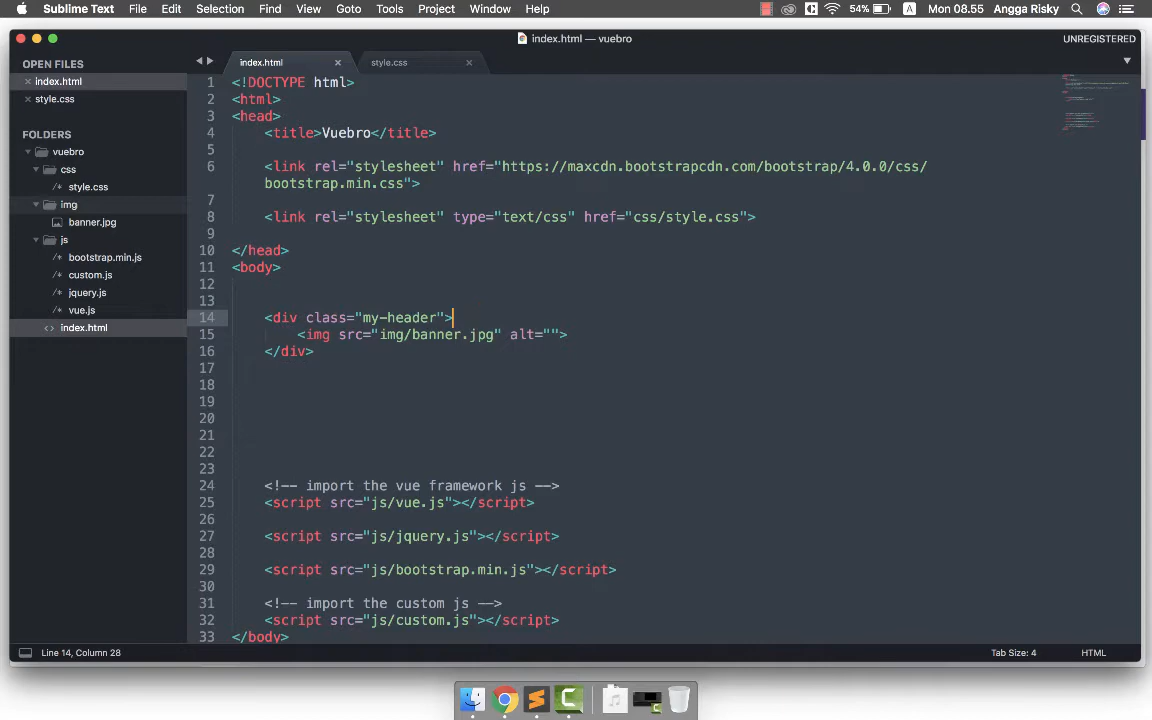 Sublime Text File Edit Selection Find View Goto Tools Project Window Help 54% A Mon 08.55 Angga Risky
index.html — vuebro UNREGISTERED
OPEN FILES
× index.html
× style.css
FOLDERS
vuebro
css
/* style.css
img
banner.jpg
js
/* bootstrap.min.js
/* custom.js
/* jquery.js
/* vue.js
<> index.html
index.html × style.css ×
1 <!DOCTYPE html>
2 <html>
3 <head>
4 <title>Vuebro</title>
5
6 <link rel="stylesheet" href="https://maxcdn.bootstrapcdn.com/bootstrap/4.0.0/css/
bootstrap.min.css">
7
8 <link rel="stylesheet" type="text/css" href="css/style.css">
9
10 </head>
11 <body>
12
13
14 <div class="my-header">
15 <img src="img/banner.jpg" alt="">
16 </div>
17
18
19
20
21
22
23
24 <!-- import the vue framework js -->
25 <script src="js/vue.js"></script>
26
27 <script src="js/jquery.js"></script>
28
29 <script src="js/bootstrap.min.js"></script>
30
31 <!-- import the custom js -->
32 <script src="js/custom.js"></script>
33 </body>
Line 14, Column 28 Tab Size: 4 HTML